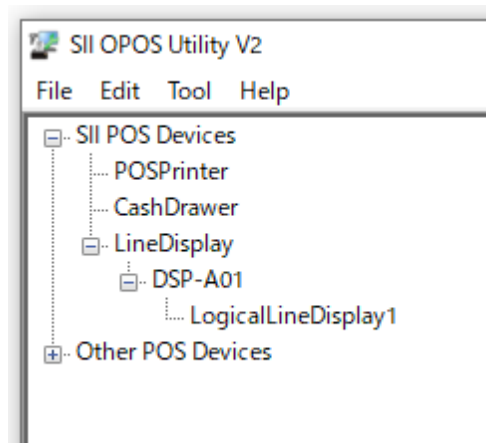 SII OPOS Utility V2
File Edit Tool Help
SII POS Devices
POSPrinter
CashDrawer
LineDisplay
DSP-A01
LogicalLineDisplay1
Other POS Devices